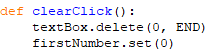 def clearClick():
    textBox.delete(0, END)
    firstNumber.set(0)